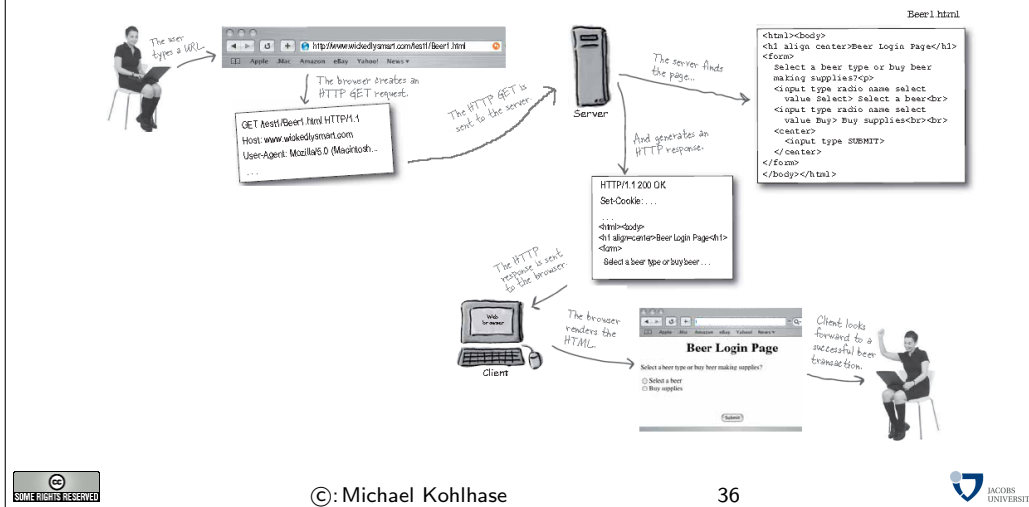 Beer1.html
The user
types a URL.
http://www.wickedlysmart.com/test1/Beer1.html
Apple .Mac Amazon eBay Yahoo! News
The browser creates an
HTTP GET request.
GET /test1/Beer1.html HTTP/1.1
Host: www.wickedlysmart.com
User-Agent: Mozilla/5.0 (Macintosh...
. . .
The HTTP GET is
sent to the server.
Server
The server finds
the page...
<html><body>
<h1 align center>Beer Login Page</h1>
<form>
Select a beer type or buy beer
making supplies?<p>
<input type radio name select
value Select> Select a beer<br>
<input type radio name select
value Buy> Buy supplies<br><br>
<center>
<input type SUBMIT>
</center>
</form>
</body></html>
And generates an
HTTP response.
HTTP/1.1 200 OK
Set-Cookie: . . .
. . .
<html><body>
<h1 align=center>Beer Login Page</h1>
<form>
Select a beer type or buy beer . . .
The HTTP
response is sent
to the browser.
Web
browser
Client
The browser
renders the
HTML.
Apple .Mac Amazon eBay Yahoo! News
Beer Login Page
Select a beer type or buy beer making supplies?
Select a beer
Buy supplies
Submit
Client looks
forward to a
successful beer
transaction.
cc
SOME RIGHTS RESERVED
©: Michael Kohlhase
36
JACOBS
UNIVERSIT